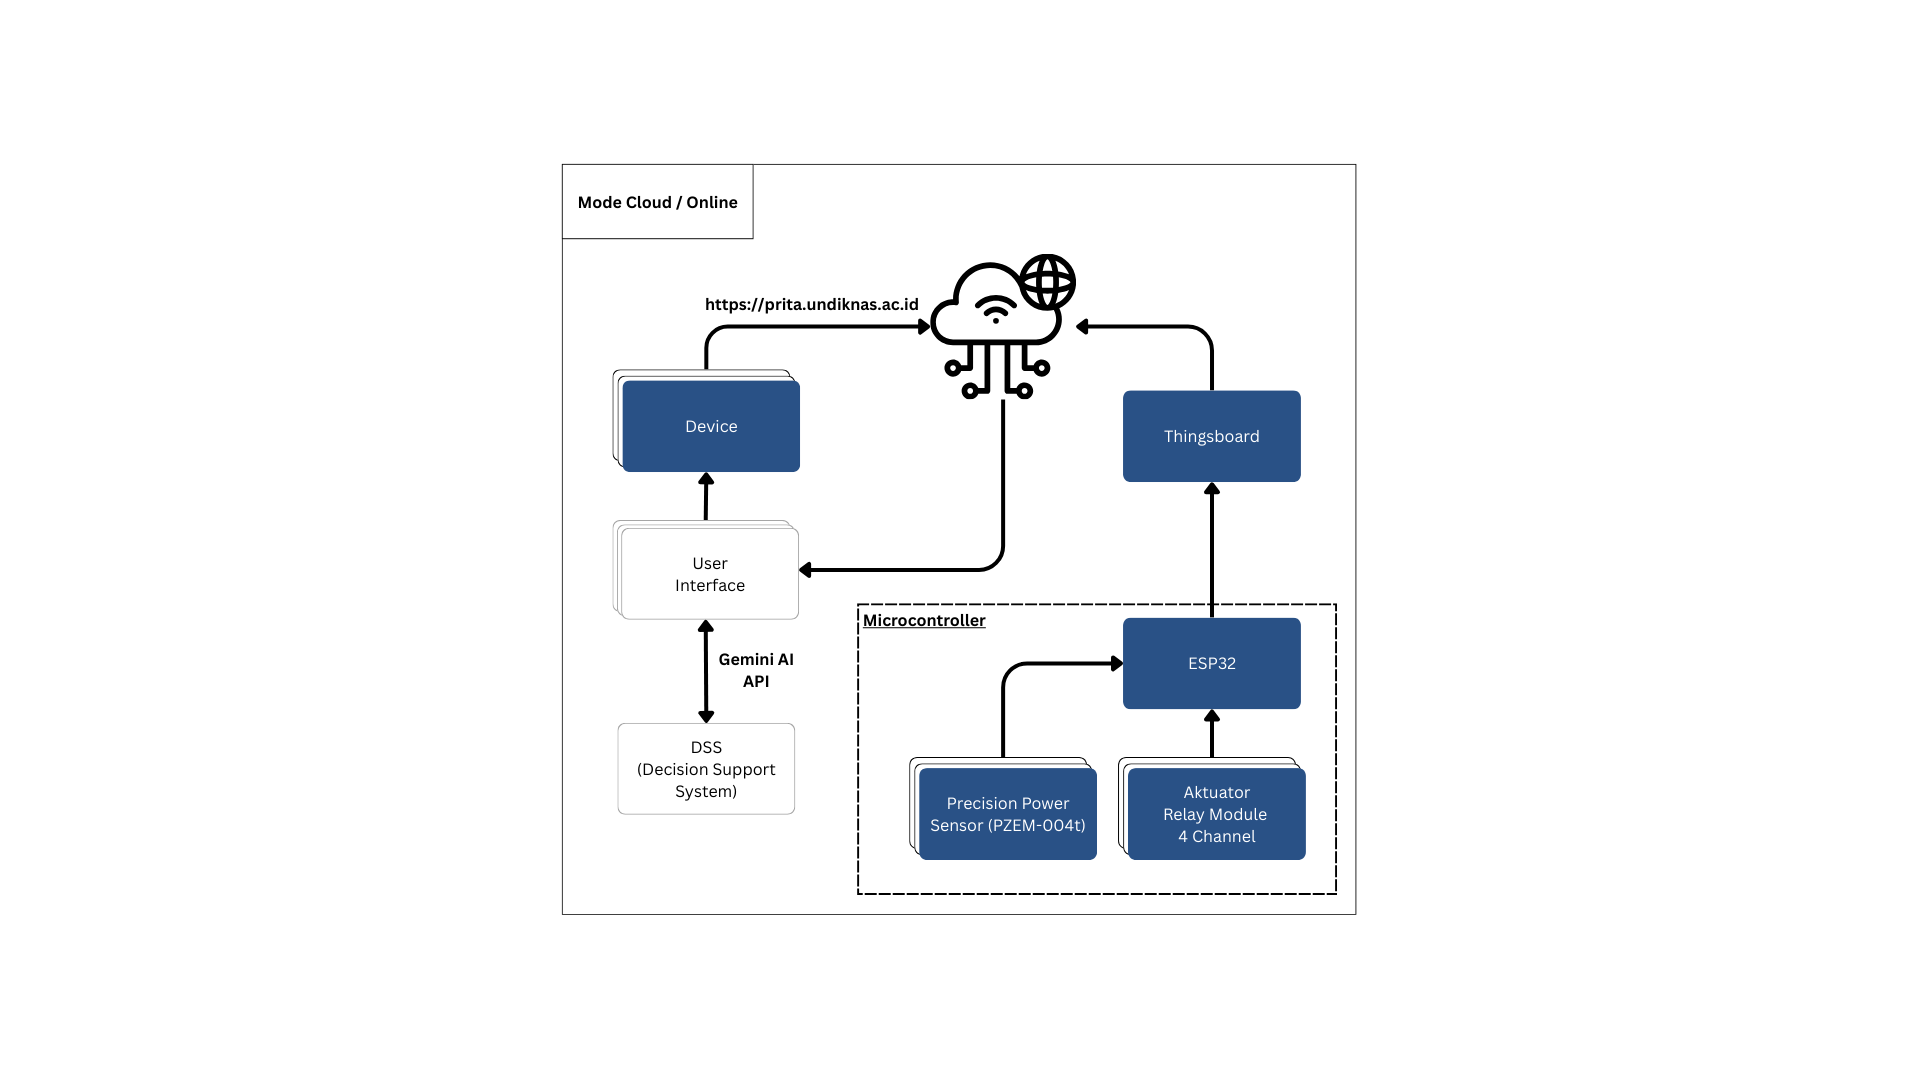 Mode Cloud / Online
https://prita.undiknas.ac.id
Device
Thingsboard
User
Interface
Microcontroller
Gemini AI
API
ESP32
DSS
(Decision Support
System)
Precision Power
Sensor (PZEM-004t)
Aktuator
Relay Module
4 Channel